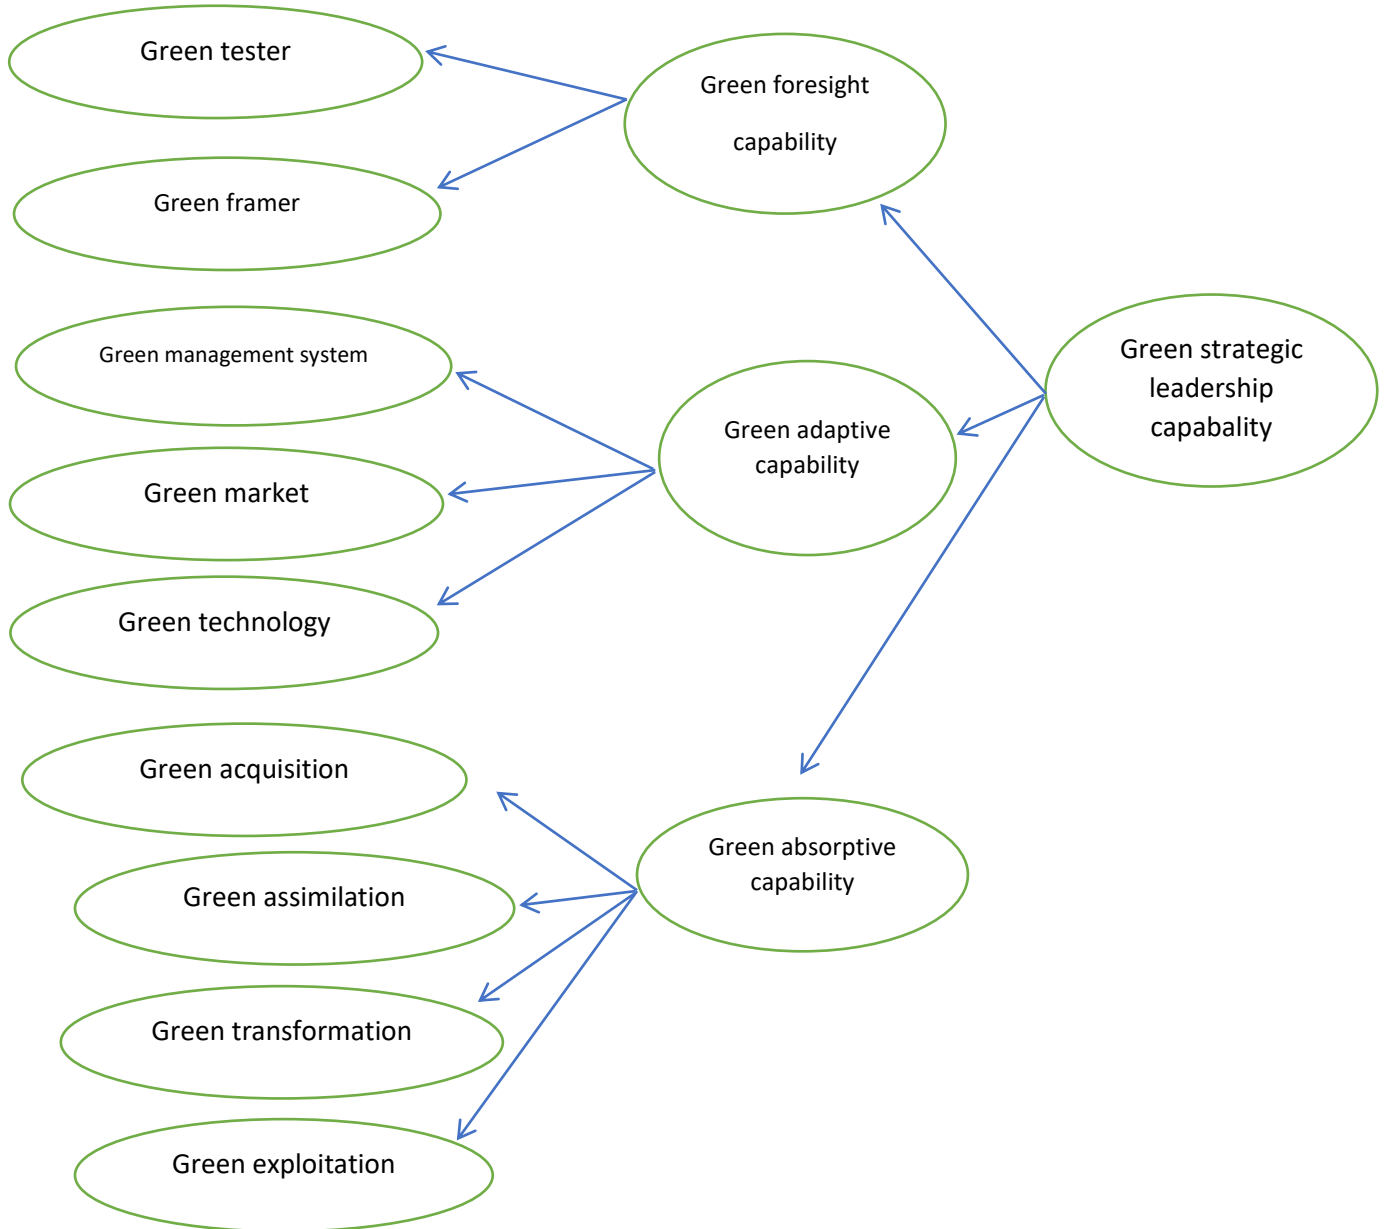 Green tester
Green foresight
capability
Green framer
Green strategic
leadership
capabality
Green management system
Green adaptive
capability
Green market
Green technology
Green acquisition
Green absorptive
capability
Green assimilation
Green transformation
Green exploitation